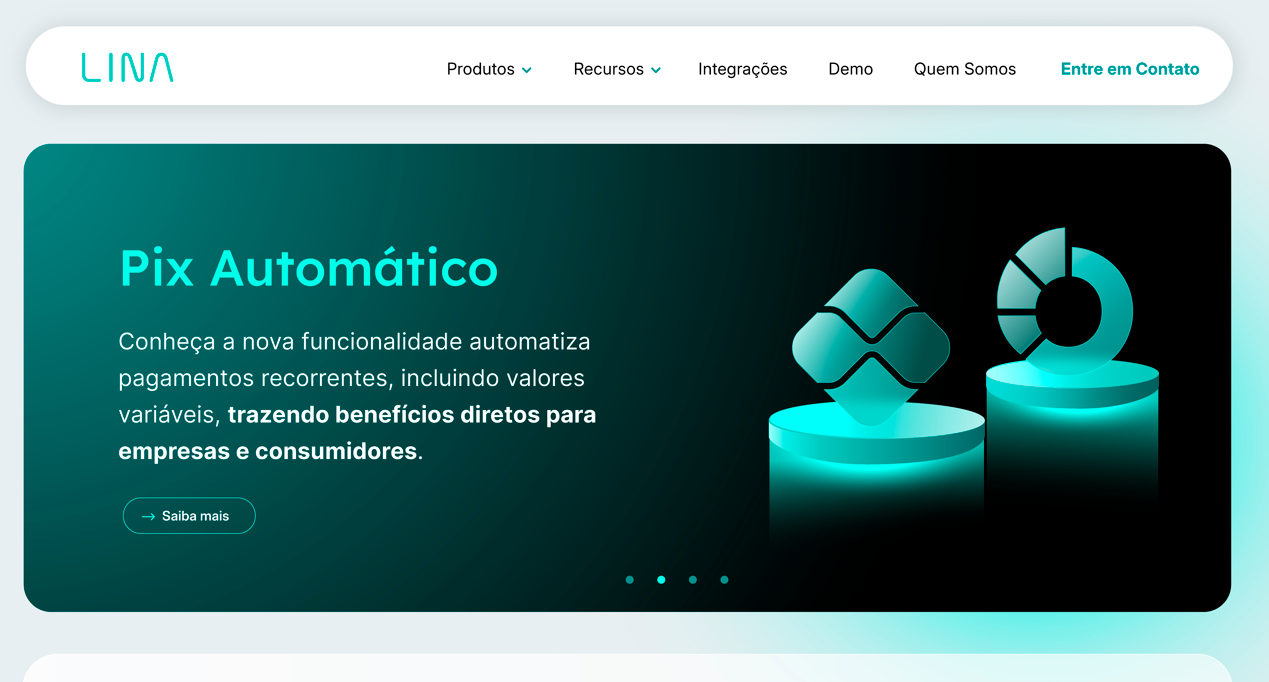 LINA
Produtos
Recursos
Integrações
Demo
Quem Somos
Entre em Contato
Pix Automático
Conheça a nova funcionalidade automatiza
pagamentos recorrentes, incluindo valores
variáveis, trazendo benefícios diretos para
empresas e consumidores.
→ Saiba mais